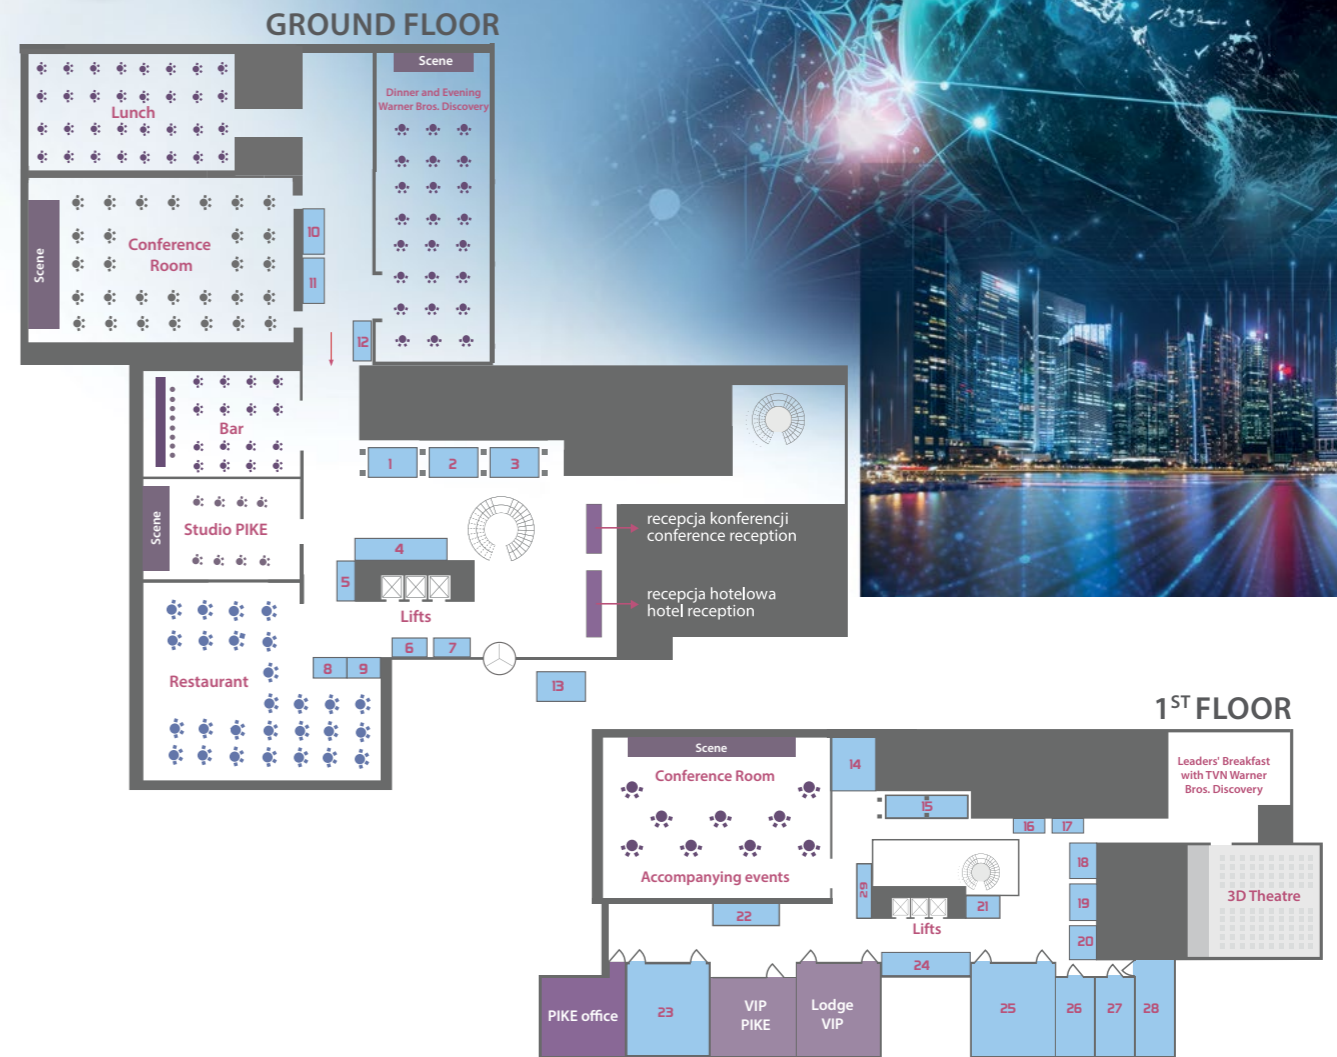 GROUND FLOOR
Scene
Dinner and Evening
Warner Bros. Discovery
Lunch
Scene
Conference
Room
10
11
12
Bar
1
2
3
Scene
Studio PIKE
recepcja konferencji
conference reception
4
5
recepcja hotelowa
hotel reception
Lifts
6
7
8
9
Restaurant
13
1ST FLOOR
Scene
Conference Room
14
Leaders' Breakfast
with TVN Warner
Bros. Discovery
15
16
17
18
Accompanying events
29
19
3D Theatre
21
22
Lifts
20
24
PIKE office
23
VIP
PIKE
Lodge
VIP
25
26
27
28